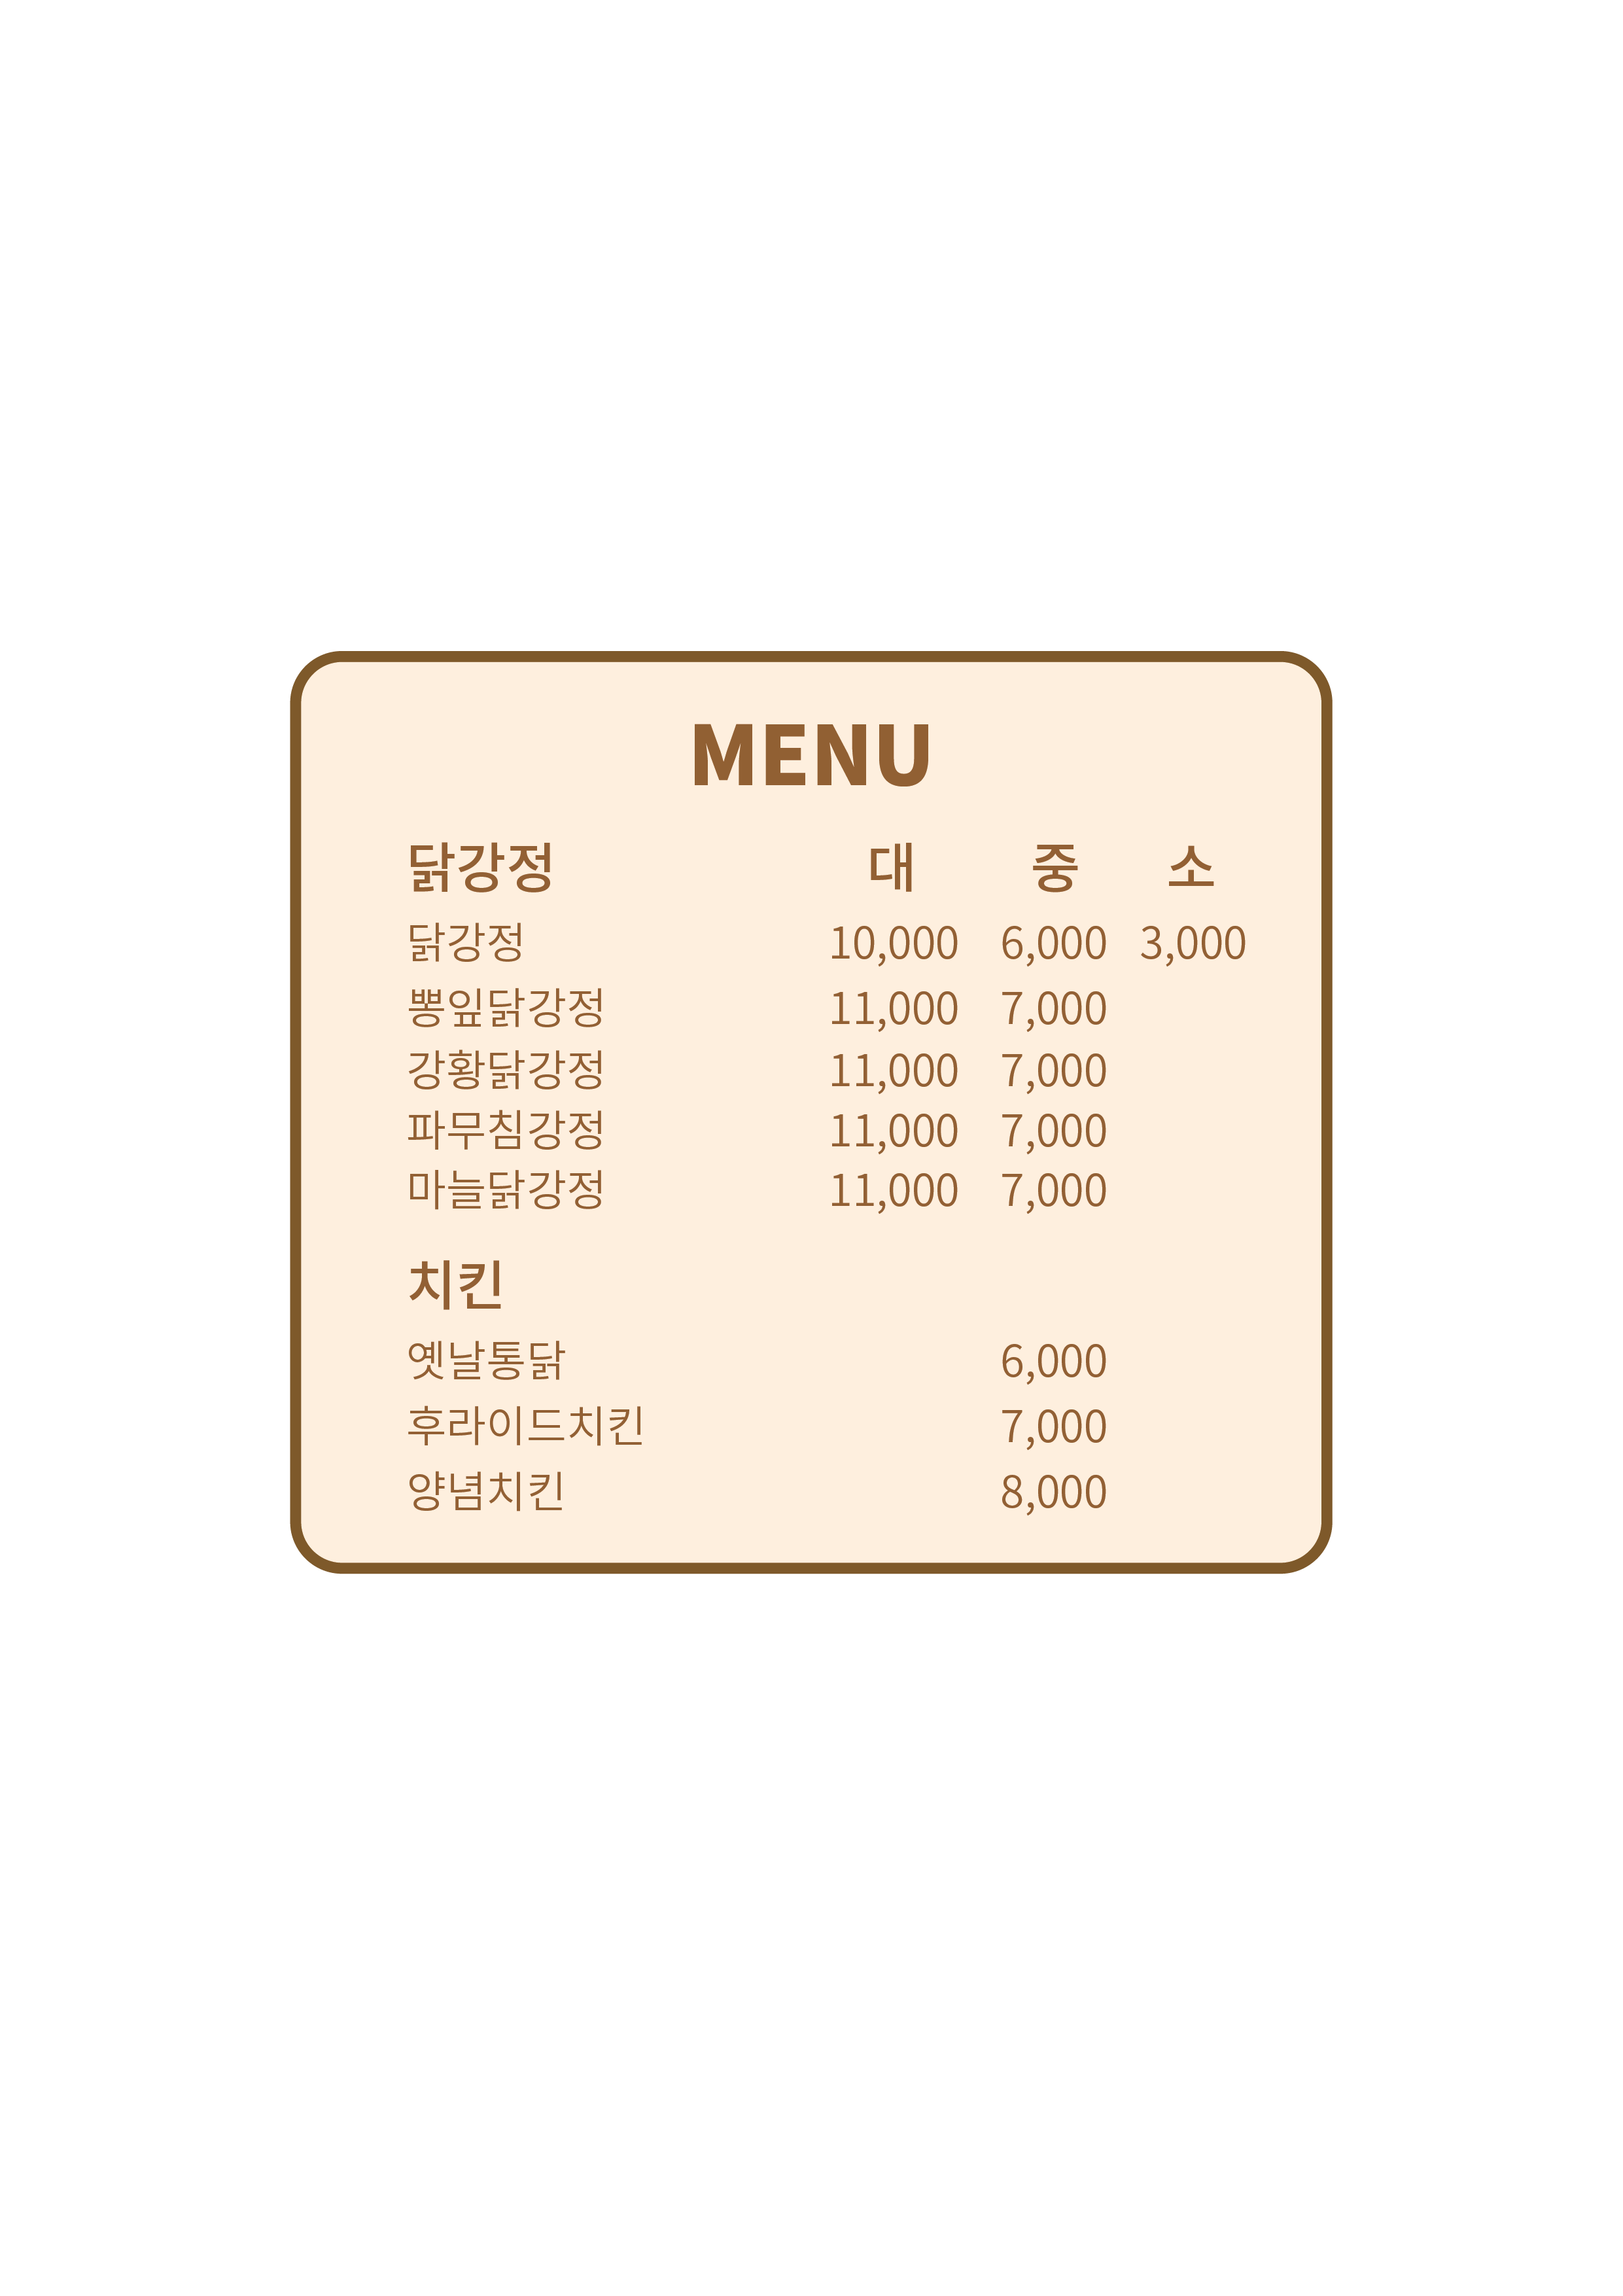 MENU
닭강정 대 중 소
닭강정 10,000 6,000 3,000
뽕잎닭강정 11,000 7,000
강황닭강정 11,000 7,000
파무침강정 11,000 7,000
마늘닭강정 11,000 7,000
치킨
옛날통닭 6,000
후라이드치킨 7,000
양념치킨 8,000